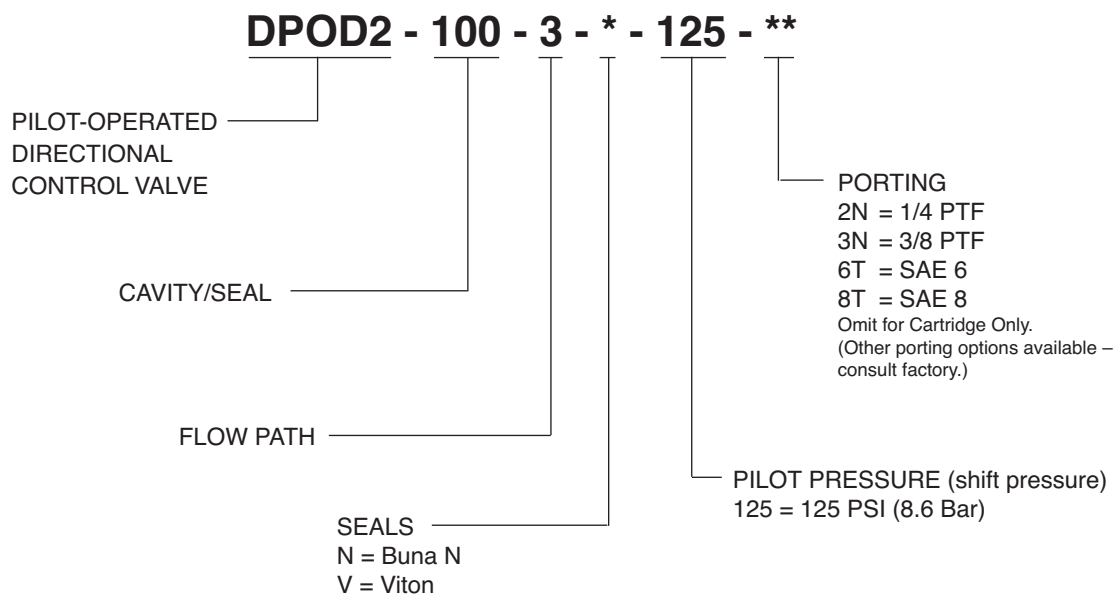 DPOD2 - 100 - 3 - * - 125 - **
PILOT-OPERATED
DIRECTIONAL
CONTROL VALVE
PORTING
2N = 1/4 PTF
3N = 3/8 PTF
6T = SAE 6
8T = SAE 8
Omit for Cartridge Only.
(Other porting options available –
consult factory.)
CAVITY/SEAL
FLOW PATH
PILOT PRESSURE (shift pressure)
125 = 125 PSI (8.6 Bar)
SEALS
N = Buna N
V = Viton